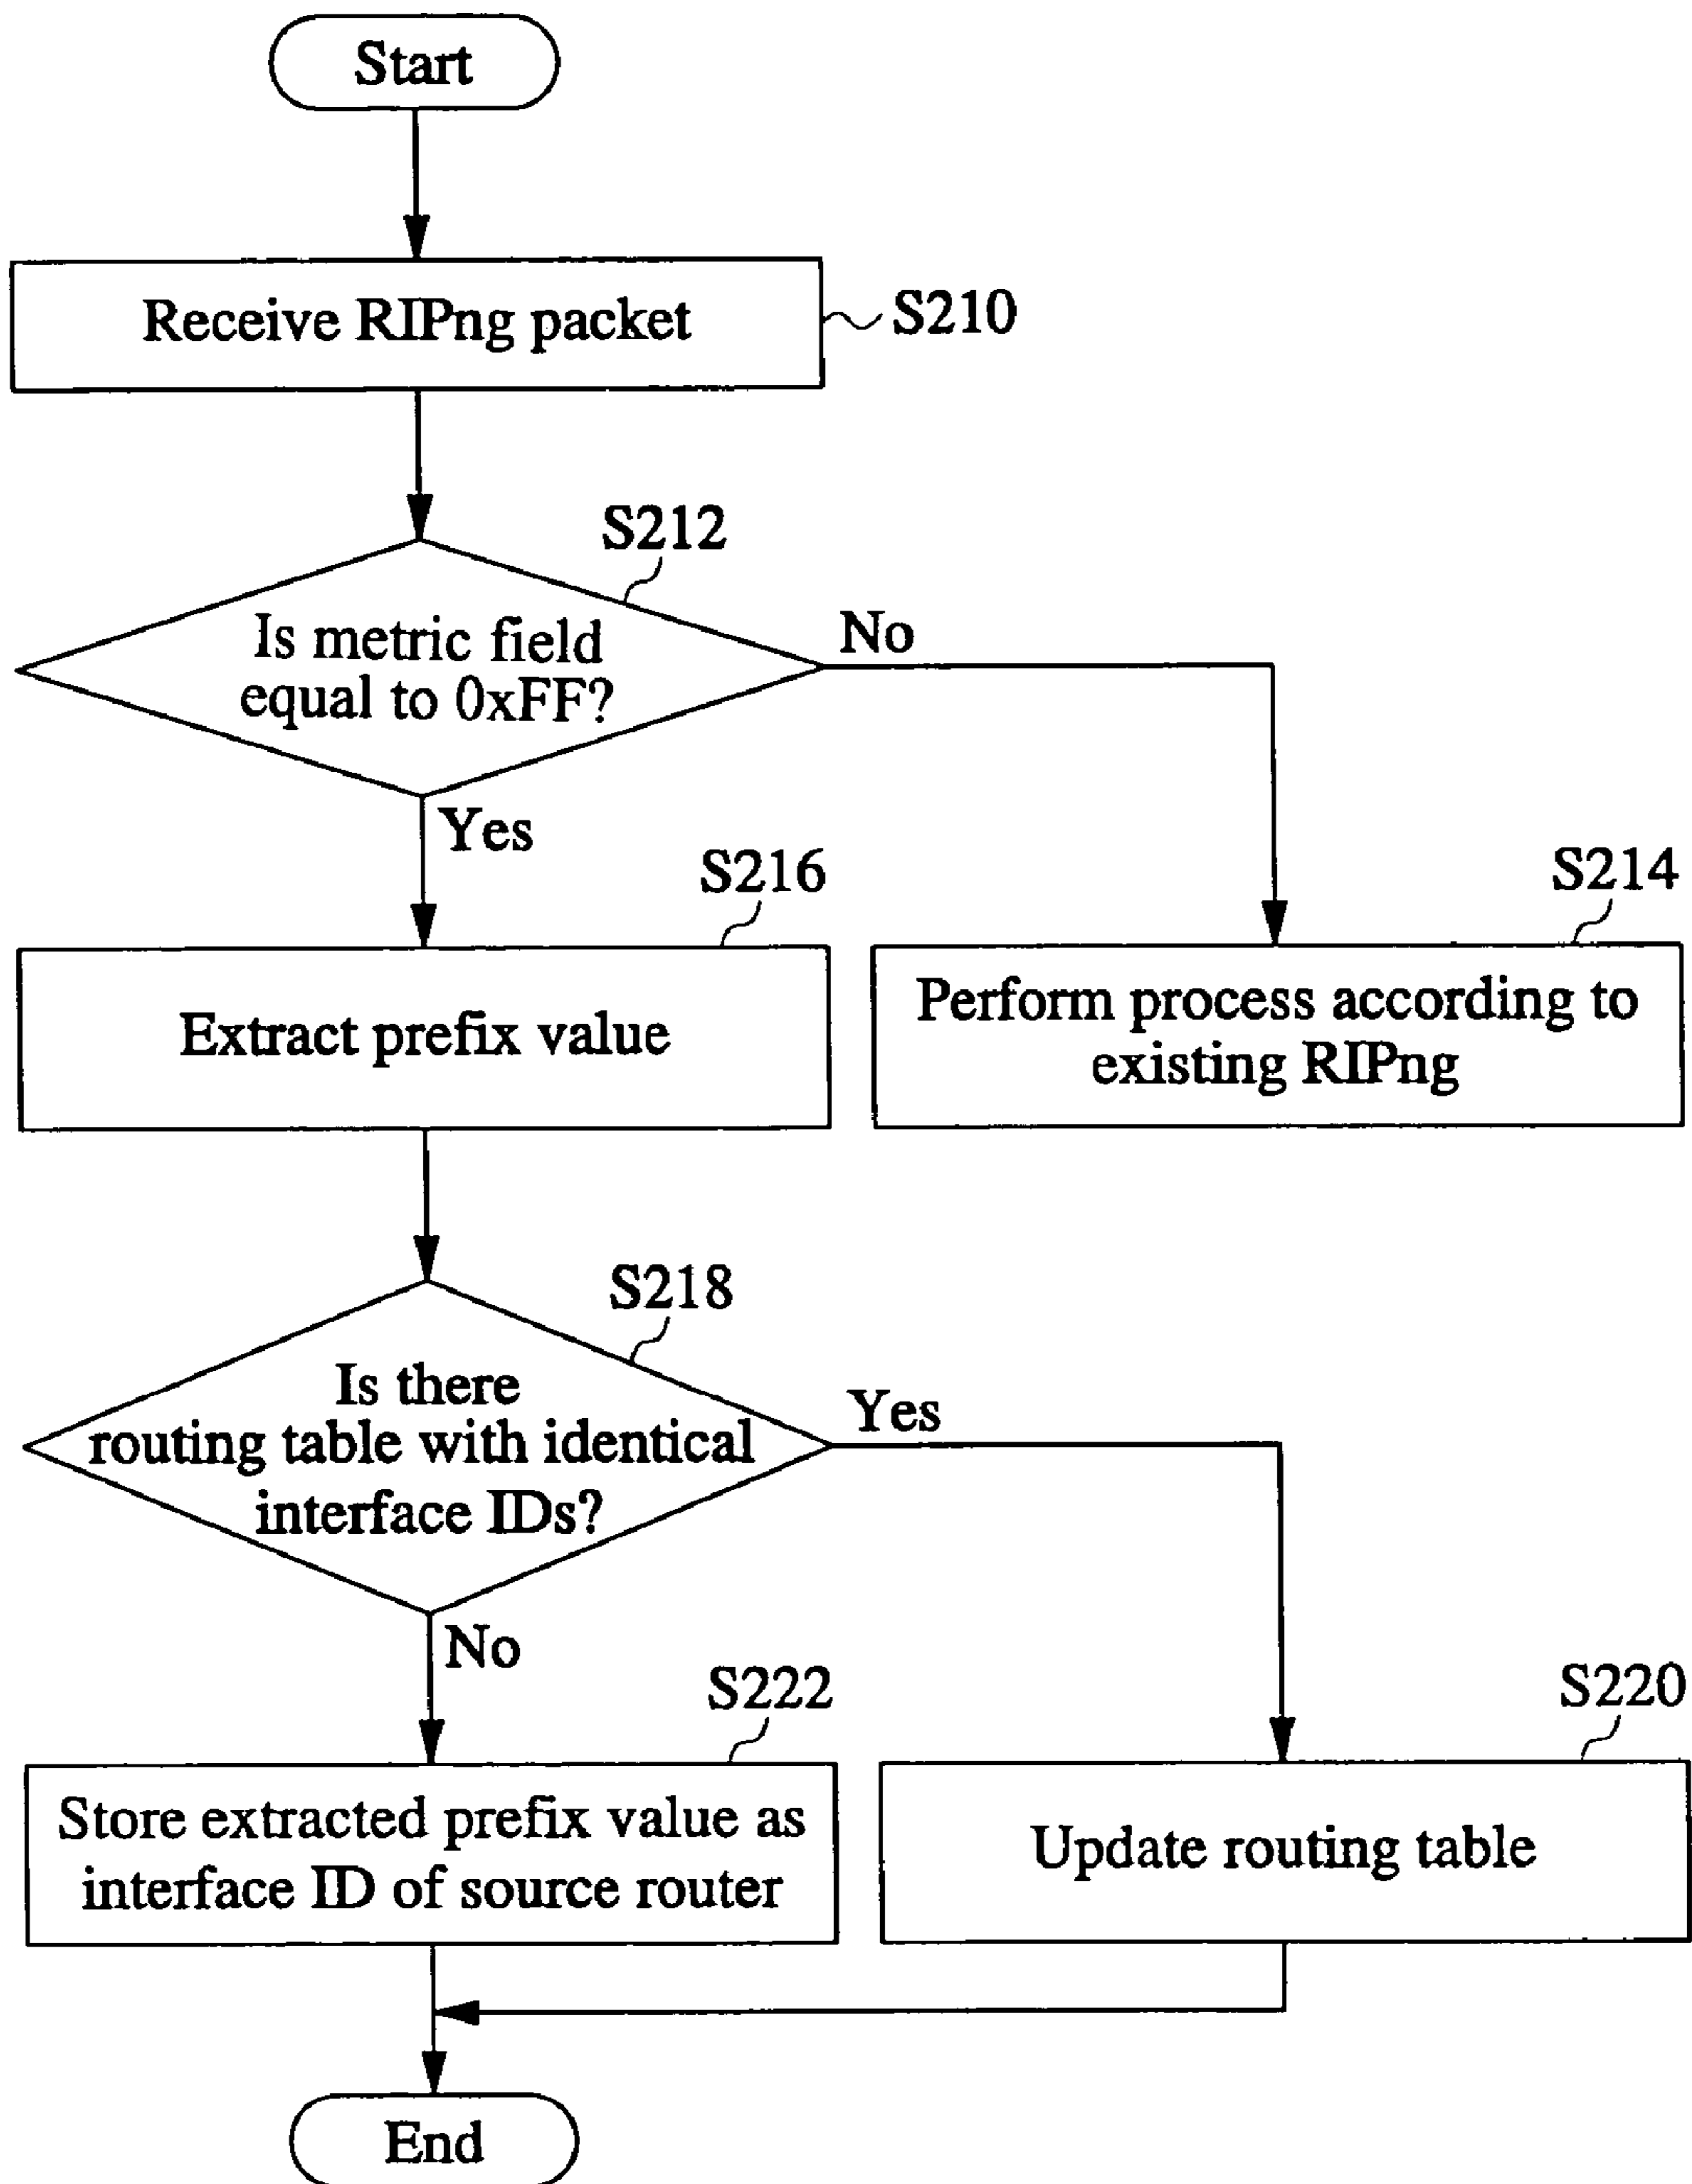 Start
Receive RIPng packet
S210
S212
Is metric field
equal to 0xFF?
No
Yes
S216
Extract prefix value
S214
Perform process according to
existing RIPng
S218
Is there
routing table with identical
interface IDs?
Yes
No
S222
Store extracted prefix value as
interface ID of source router
S220
Update routing table
End